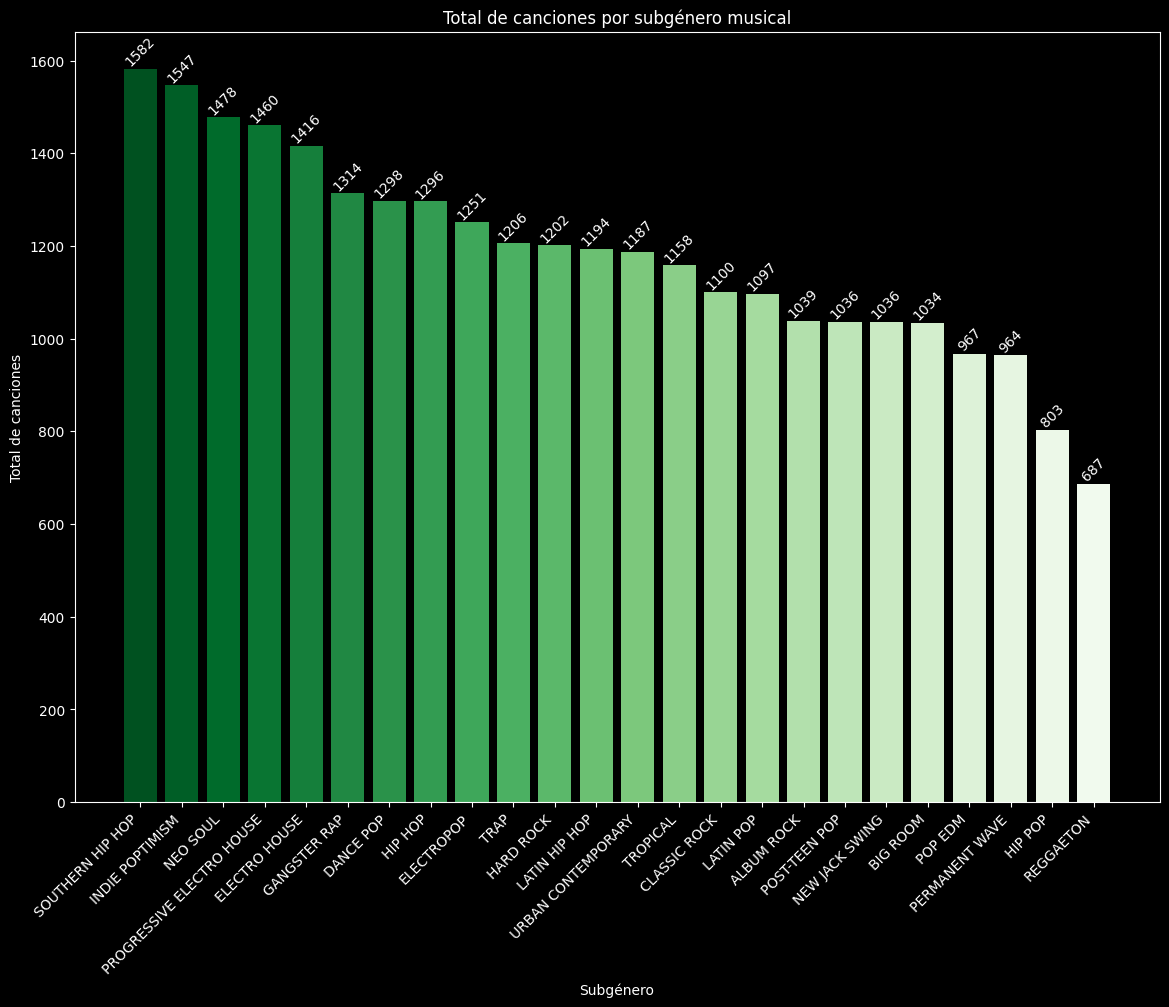 Total de canciones por subgénero musical
Total de canciones
1600
1400
1200
1000
800
600
400
200
0
1582
1547
1478
1460
1416
1314
1298
1296
1251
1206
1202
1194
1187
1158
1100
1097
1039
1036
1036
1034
967
964
803
687
SOUTHERN HIP HOP
INDIE POPTIMISM
NEO SOUL
PROGRESSIVE ELECTRO HOUSE
ELECTRO HOUSE
GANGSTER RAP
DANCE POP
HIP HOP
ELECTROPOP
TRAP
HARD ROCK
LATIN HIP HOP
URBAN CONTEMPORARY
TROPICAL
CLASSIC ROCK
LATIN POP
ALBUM ROCK
POST-TEEN POP
NEW JACK SWING
BIG ROOM
POP EDM
PERMANENT WAVE
HIP POP
REGGAETON
Subgénero